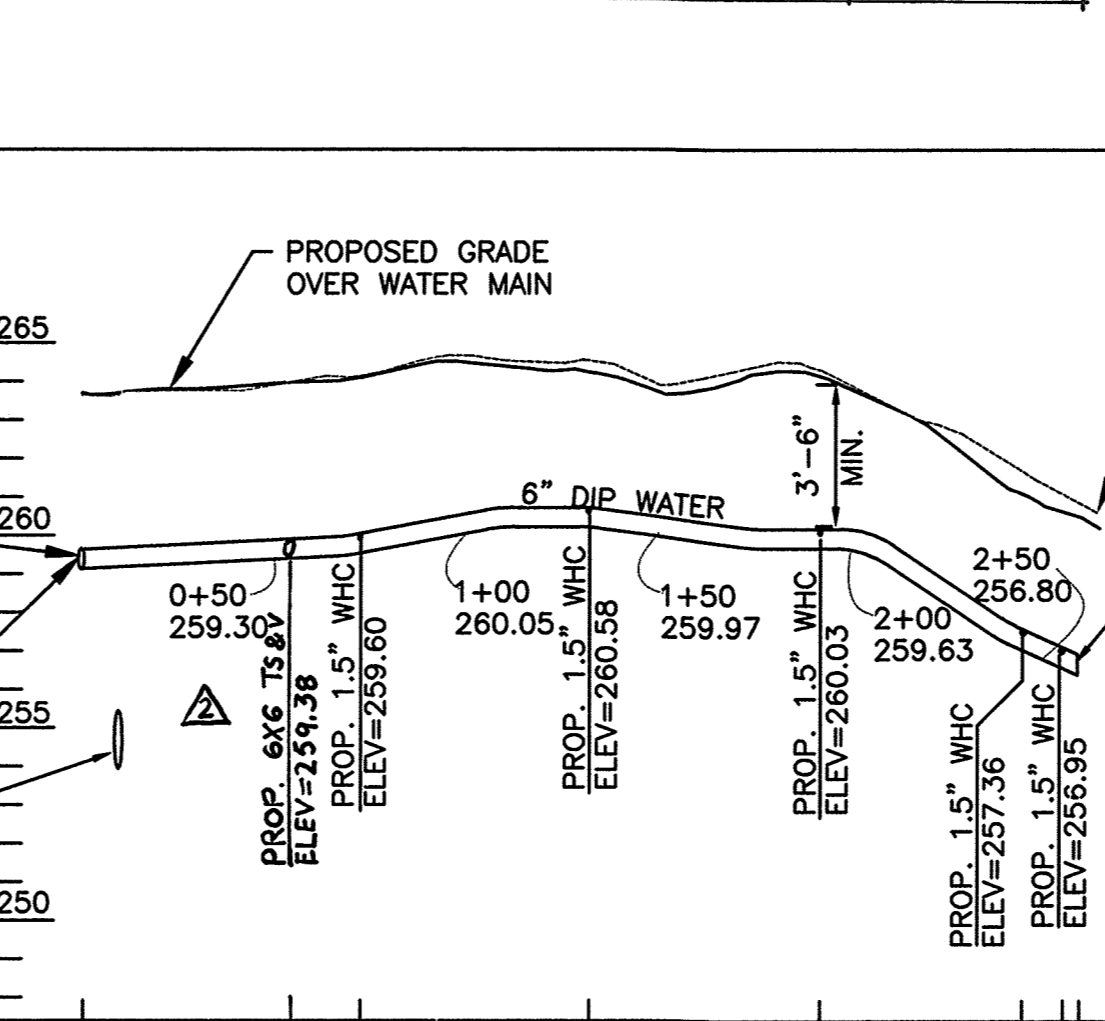 PROPOSED GRADE
OVER WATER MAIN
265
3'-6"
MIN.
6" DIP WATER
260
0+50
259.30
1+00
260.05
1+50
259.97
2+00
259.63
2+50
256.80
2
255
250
PROP. 6X6 TS&V
ELEV=259.38
PROP. 1.5" WHC
ELEV=259.60
PROP. 1.5" WHC
ELEV=260.58
PROP. 1.5" WHC
ELEV=260.03
PROP. 1.5" WHC
ELEV=257.36
PROP. 1.5" WHC
ELEV=256.95